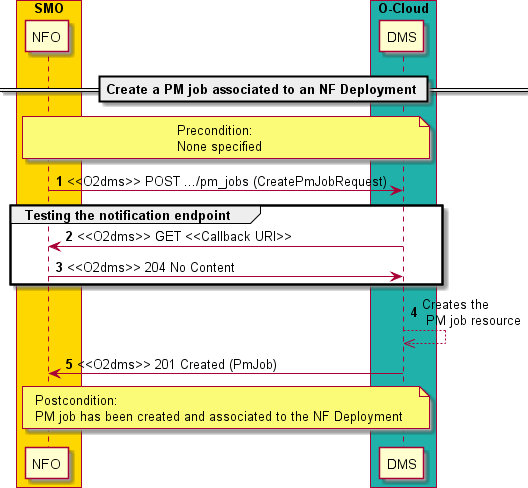 SMO
O-Cloud
NFO
DMS
Create a PM job associated to an NF Deployment
Precondition:
None specified
1 <<O2dms>> POST .../pm_jobs (CreatePmJobRequest)
Testing the notification endpoint
2 <<O2dms>> GET <<Callback URI>>
3 <<O2dms>> 204 No Content
4 Creates the
PM job resource
5 <<O2dms>> 201 Created (PmJob)
Postcondition:
PM job has been created and associated to the NF Deployment
NFO
DMS